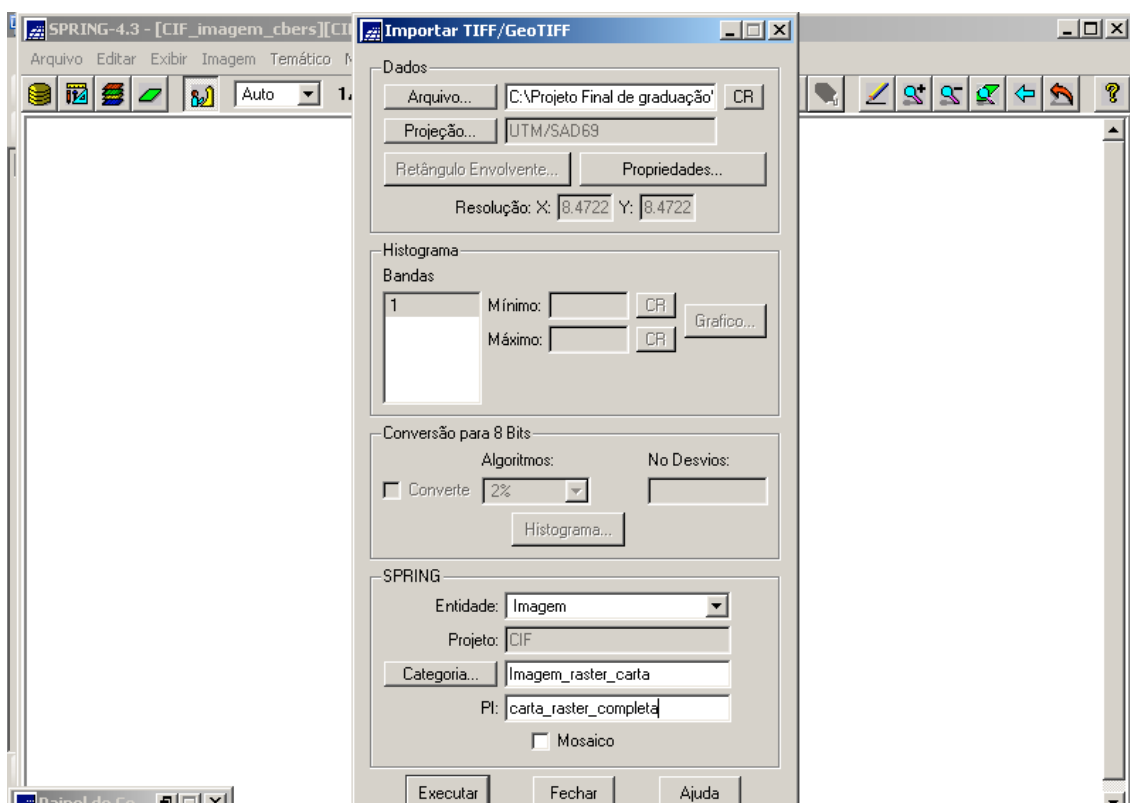 SPRING-4.3 - [CIF_imagem_cbers][CI
Arquivo Editar Exibir Imagem Temático
Auto
Importar TIFF/GeoTIFF
Dados
Arquivo... C:\Projeto Final de graduação' CR
Projeção... UTM/SAD69
Retângulo Envolvente... Propriedades...
Resolução: X: 8.4722 Y: 8.4722
Histograma
Bandas
1 Mínimo: CR Grafico...
Máximo: CR
Conversão para 8 Bits
Algoritmos: No Desvios:
Converte 2%
Histograma...
SPRING
Entidade: Imagem
Projeto: CIF
Categoria... Imagem_raster_carta
PI: carta_raster_completa
Mosaico
Executar Fechar Ajuda